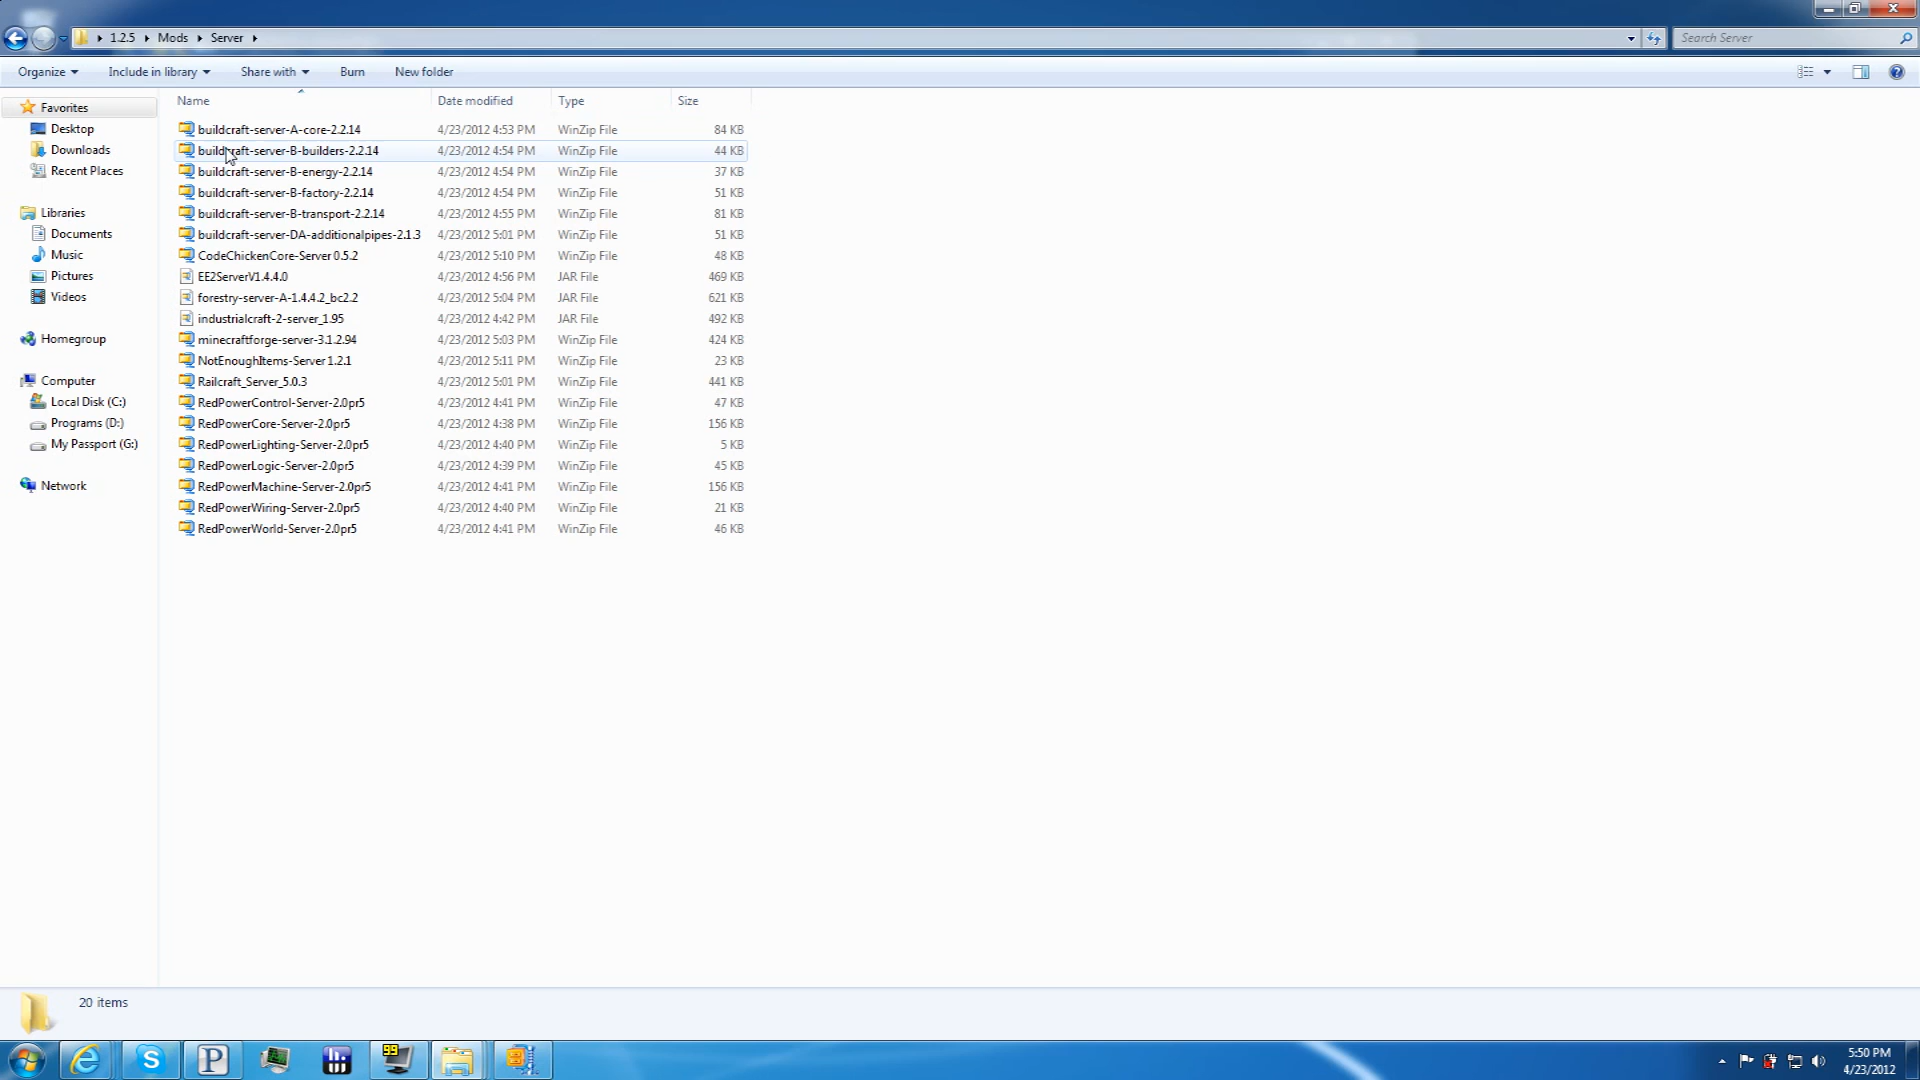 1.2.5 Mods Server
Search Server
Organize Include in library Share with Burn New folder
Name Date modified Type Size
Favorites
Desktop
Downloads
Recent Places
Libraries
Documents
Music
Pictures
Videos
Homegroup
Computer
Local Disk (C:)
Programs (D:)
My Passport (G:)
Network
buildcraft-server-A-core-2.2.14 4/23/2012 4:53 PM WinZip File 84 KB
buildcraft-server-B-builders-2.2.14 4/23/2012 4:54 PM WinZip File 44 KB
buildcraft-server-B-energy-2.2.14 4/23/2012 4:54 PM WinZip File 37 KB
buildcraft-server-B-factory-2.2.14 4/23/2012 4:54 PM WinZip File 51 KB
buildcraft-server-B-transport-2.2.14 4/23/2012 4:55 PM WinZip File 81 KB
buildcraft-server-DA-additionalpipes-2.1.3 4/23/2012 5:01 PM WinZip File 51 KB
CodeChickenCore-Server 0.5.2 4/23/2012 5:10 PM WinZip File 48 KB
EE2ServerV1.4.4.0 4/23/2012 4:56 PM JAR File 469 KB
forestry-server-A-1.4.4.2_bc2.2 4/23/2012 5:04 PM JAR File 621 KB
industrialcraft-2-server_1.95 4/23/2012 4:42 PM JAR File 492 KB
minecraftforge-server-3.1.2.94 4/23/2012 5:03 PM WinZip File 424 KB
NotEnoughItems-Server 1.2.1 4/23/2012 5:11 PM WinZip File 23 KB
Railcraft_Server_5.0.3 4/23/2012 5:01 PM WinZip File 441 KB
RedPowerControl-Server-2.0pr5 4/23/2012 4:41 PM WinZip File 47 KB
RedPowerCore-Server-2.0pr5 4/23/2012 4:38 PM WinZip File 156 KB
RedPowerLighting-Server-2.0pr5 4/23/2012 4:40 PM WinZip File 5 KB
RedPowerLogic-Server-2.0pr5 4/23/2012 4:39 PM WinZip File 45 KB
RedPowerMachine-Server-2.0pr5 4/23/2012 4:41 PM WinZip File 156 KB
RedPowerWiring-Server-2.0pr5 4/23/2012 4:40 PM WinZip File 21 KB
RedPowerWorld-Server-2.0pr5 4/23/2012 4:41 PM WinZip File 46 KB
20 items
99
5:50 PM
4/23/2012